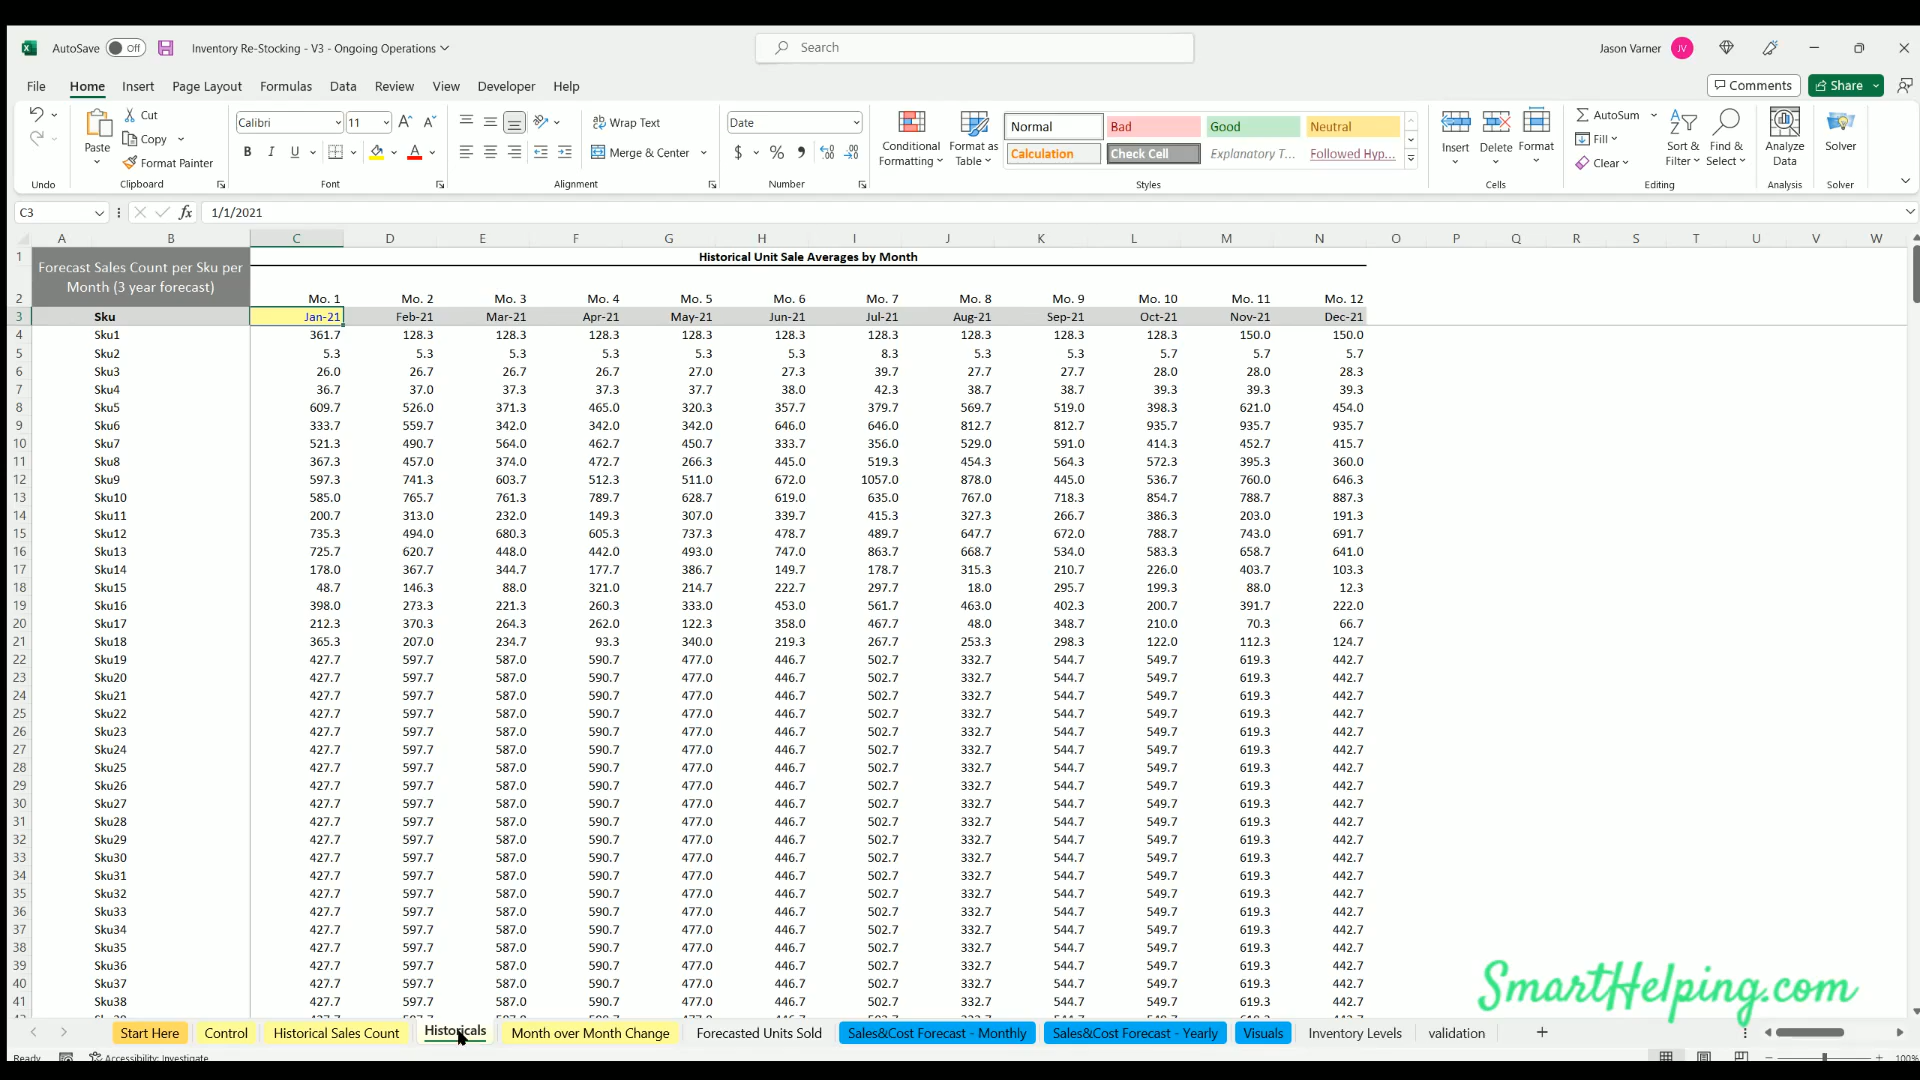 AutoSave Off Inventory Re-Stocking - V3 - Ongoing Operations Search Jason Varner JV
File Home Insert Page Layout Formulas Data Review View Developer Help Comments Share
Paste Cut Copy Format Painter Calibri 11 B I U Wrap Text Merge & Center Date $ % Conditional Formatting Format as Table Normal Bad Good Neutral Calculation Check Cell Explanatory T... Followed Hyp... Insert Delete Format AutoSum Fill Clear Sort & Filter Find & Select Analyze Data Solver
Undo Clipboard Font Alignment Number Styles Cells Editing Analysis Solver
C3 fx 1/1/2021
A B C D E F G H I J K L M N O P Q R S T U V W
1 Forecast Sales Count per Sku per Month (3 year forecast) Historical Unit Sale Averages by Month
2 Mo. 1 Mo. 2 Mo. 3 Mo. 4 Mo. 5 Mo. 6 Mo. 7 Mo. 8 Mo. 9 Mo. 10 Mo. 11 Mo. 12
3 Sku Jan-21 Feb-21 Mar-21 Apr-21 May-21 Jun-21 Jul-21 Aug-21 Sep-21 Oct-21 Nov-21 Dec-21
4 Sku1 361.7 128.3 128.3 128.3 128.3 128.3 128.3 128.3 128.3 128.3 150.0 150.0
5 Sku2 5.3 5.3 5.3 5.3 5.3 5.3 8.3 5.3 5.3 5.7 5.7 5.7
6 Sku3 26.0 26.7 26.7 26.7 27.0 27.3 39.7 27.7 27.7 28.0 28.0 28.3
7 Sku4 36.7 37.0 37.3 37.3 37.7 38.0 42.3 38.7 38.7 39.3 39.3 39.3
8 Sku5 609.7 526.0 371.3 465.0 320.3 357.7 379.7 569.7 519.0 398.3 621.0 454.0
9 Sku6 333.7 559.7 342.0 342.0 342.0 646.0 646.0 812.7 812.7 935.7 935.7 935.7
10 Sku7 521.3 490.7 564.0 462.7 450.7 333.7 356.0 529.0 591.0 414.3 452.7 415.7
11 Sku8 367.3 457.0 374.0 472.7 266.3 445.0 519.3 454.3 564.3 572.3 395.3 360.0
12 Sku9 597.3 741.3 603.7 512.3 511.0 672.0 1057.0 878.0 445.0 536.7 760.0 646.3
13 Sku10 585.0 765.7 761.3 789.7 628.7 619.0 635.0 767.0 718.3 854.7 788.7 887.3
14 Sku11 200.7 313.0 232.0 149.3 307.0 339.7 415.3 327.3 266.7 386.3 203.0 191.3
15 Sku12 735.3 494.0 680.3 605.3 737.3 478.7 489.7 647.7 672.0 788.7 743.0 691.7
16 Sku13 725.7 620.7 448.0 442.0 493.0 747.0 863.7 668.7 534.0 583.3 658.7 641.0
17 Sku14 178.0 367.7 344.7 177.7 386.7 149.7 178.7 315.3 210.7 226.0 403.7 103.3
18 Sku15 48.7 146.3 88.0 321.0 214.7 222.7 297.7 18.0 295.7 199.3 88.0 12.3
19 Sku16 398.0 273.3 221.3 260.3 333.0 453.0 561.7 463.0 402.3 200.7 391.7 222.0
20 Sku17 212.3 370.3 264.3 262.0 122.3 358.0 467.7 48.0 348.7 210.0 70.3 66.7
21 Sku18 365.3 207.0 234.7 93.3 340.0 219.3 267.7 253.3 298.3 122.0 112.3 124.7
22 Sku19 427.7 597.7 587.0 590.7 477.0 446.7 502.7 332.7 544.7 549.7 619.3 442.7
23 Sku20 427.7 597.7 587.0 590.7 477.0 446.7 502.7 332.7 544.7 549.7 619.3 442.7
24 Sku21 427.7 597.7 587.0 590.7 477.0 446.7 502.7 332.7 544.7 549.7 619.3 442.7
25 Sku22 427.7 597.7 587.0 590.7 477.0 446.7 502.7 332.7 544.7 549.7 619.3 442.7
26 Sku23 427.7 597.7 587.0 590.7 477.0 446.7 502.7 332.7 544.7 549.7 619.3 442.7
27 Sku24 427.7 597.7 587.0 590.7 477.0 446.7 502.7 332.7 544.7 549.7 619.3 442.7
28 Sku25 427.7 597.7 587.0 590.7 477.0 446.7 502.7 332.7 544.7 549.7 619.3 442.7
29 Sku26 427.7 597.7 587.0 590.7 477.0 446.7 502.7 332.7 544.7 549.7 619.3 442.7
30 Sku27 427.7 597.7 587.0 590.7 477.0 446.7 502.7 332.7 544.7 549.7 619.3 442.7
31 Sku28 427.7 597.7 587.0 590.7 477.0 446.7 502.7 332.7 544.7 549.7 619.3 442.7
32 Sku29 427.7 597.7 587.0 590.7 477.0 446.7 502.7 332.7 544.7 549.7 619.3 442.7
33 Sku30 427.7 597.7 587.0 590.7 477.0 446.7 502.7 332.7 544.7 549.7 619.3 442.7
34 Sku31 427.7 597.7 587.0 590.7 477.0 446.7 502.7 332.7 544.7 549.7 619.3 442.7
35 Sku32 427.7 597.7 587.0 590.7 477.0 446.7 502.7 332.7 544.7 549.7 619.3 442.7
36 Sku33 427.7 597.7 587.0 590.7 477.0 446.7 502.7 332.7 544.7 549.7 619.3 442.7
37 Sku34 427.7 597.7 587.0 590.7 477.0 446.7 502.7 332.7 544.7 549.7 619.3 442.7
38 Sku35 427.7 597.7 587.0 590.7 477.0 446.7 502.7 332.7 544.7 549.7 619.3 442.7
39 Sku36 427.7 597.7 587.0 590.7 477.0 446.7 502.7 332.7 544.7 549.7 619.3 442.7
40 Sku37 427.7 597.7 587.0 590.7 477.0 446.7 502.7 332.7 544.7 549.7 619.3 442.7
41 Sku38 427.7 597.7 587.0 590.7 477.0 446.7 502.7 332.7 544.7 549.7 619.3 442.7
SmartHelping.com
Start Here Control Historical Sales Count Historicals Month over Month Change Forecasted Units Sold Sales&Cost Forecast - Monthly Sales&Cost Forecast - Yearly Visuals Inventory Levels validation
Ready Accessibility: Investigate 100%